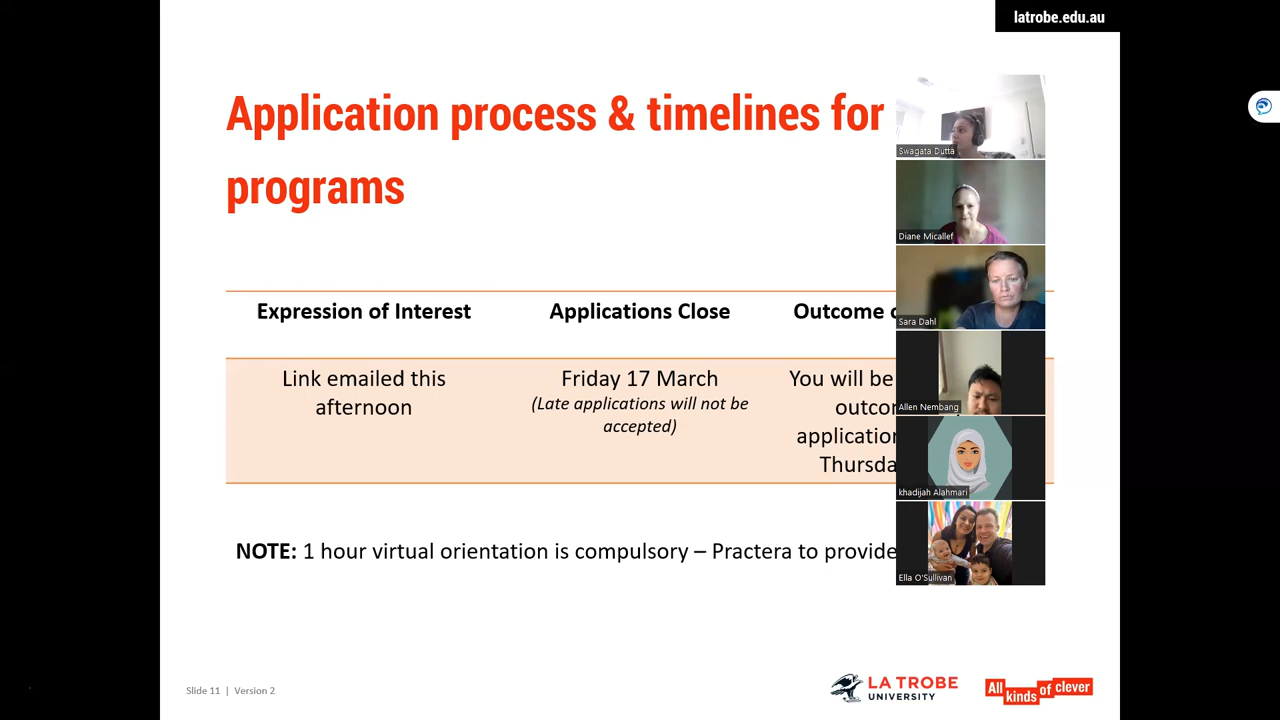 latrobe.edu.au
Application process & timelines for
programs
Swagata Dutta
Diane Micallef
Sara Dahl
Allen Nembang
khadijah Alahmari
Ella O'Sullivan
Expression of Interest
Applications Close
Outcome
Link emailed this
afternoon
Friday 17 March
(Late applications will not be
accepted)
You will be
NOTE: 1 hour virtual orientation is compulsory – Practera to provide
Slide 11 | Version 2
LA TROBE
UNIVERSITY
All kinds of clever